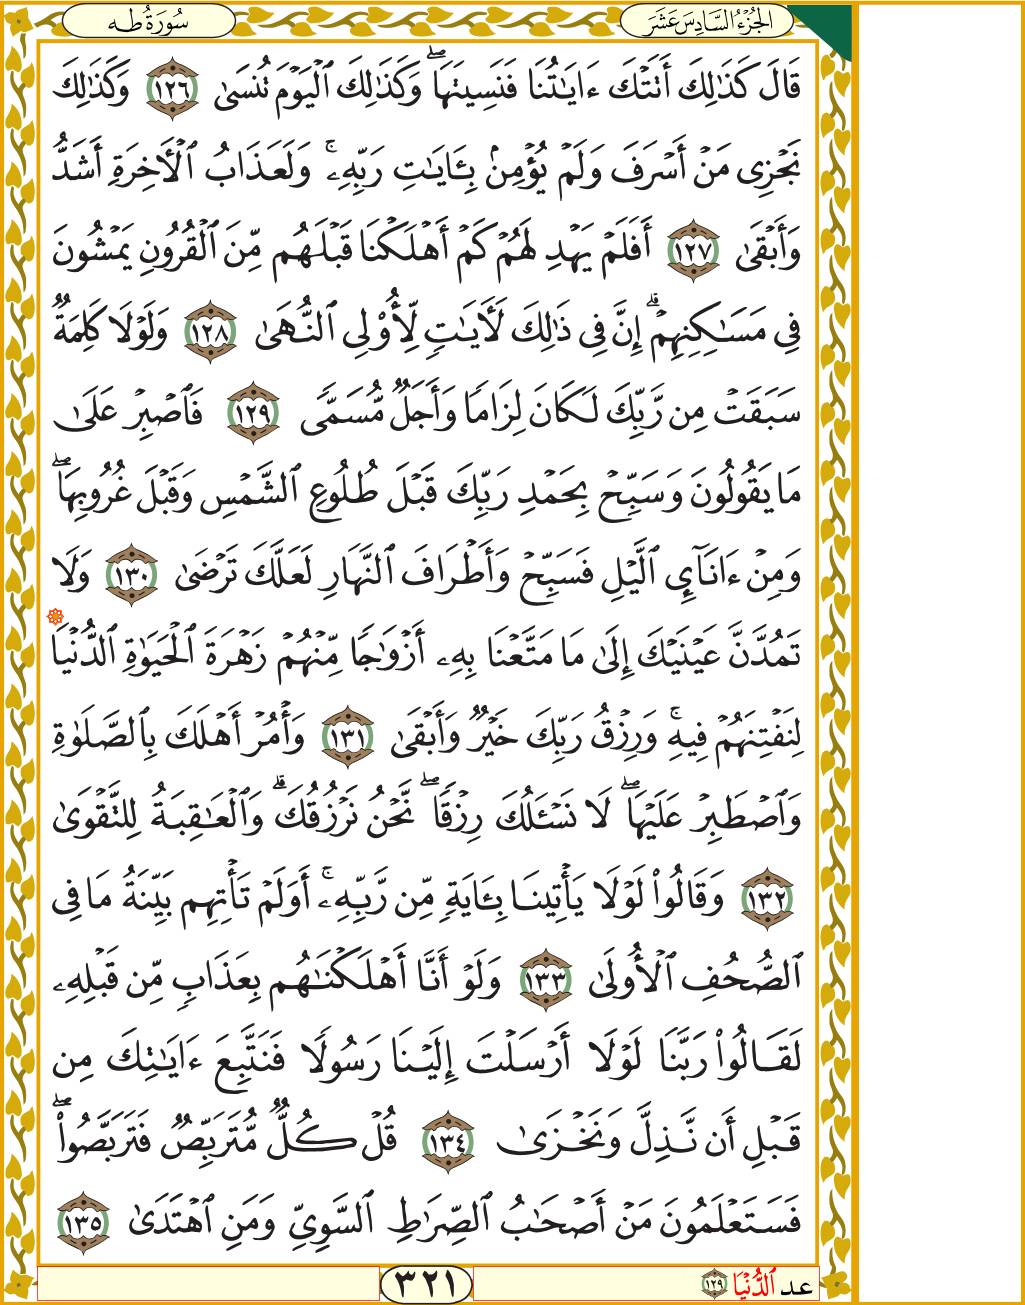 الجُزْءُ السَّادِسَ عَشَرَ
سُورَةُ طه
قَالَ كَذَٰلِكَ أَتَتْكَ ءَايَٰتُنَا فَنَسِيتَهَاۖ وَكَذَٰلِكَ ٱلْيَوْمَ تُنسَىٰ ١٢٦ وَكَذَٰلِكَ
نَجْزِى مَنْ أَسْرَفَ وَلَمْ يُؤْمِنۢ بِـَٔايَٰتِ رَبِّهِۦۚ وَلَعَذَابُ ٱلْأَخِرَةِ أَشَدُّ
وَأَبْقَىٰ ١٢٧ أَفَلَمْ يَهْدِ لَهُمْ كَمْ أَهْلَكْنَا قَبْلَهُم مِّنَ ٱلْقُرُونِ يَمْشُونَ
فِى مَسَٰكِنِهِمْۗ إِنَّ فِى ذَٰلِكَ لَأَيَٰتٍ لِّأُو۟لِى ٱلنُّهَىٰ ١٢٨ وَلَوْلَا كَلِمَةٌ
سَبَقَتْ مِن رَّبِّكَ لَكَانَ لِزَامًا وَأَجَلٌ مُّسَمًّى ١٢٩ فَٱصْبِرْ عَلَىٰ
مَا يَقُولُونَ وَسَبِّحْ بِحَمْدِ رَبِّكَ قَبْلَ طُلُوعِ ٱلشَّمْسِ وَقَبْلَ غُرُوبِهَاۖ
وَمِنْ ءَانَآئِ ٱلَّيْلِ فَسَبِّحْ وَأَطْرَافَ ٱلنَّهَارِ لَعَلَّكَ تَرْضَىٰ ١٣٠ وَلَا
تَمُدَّنَّ عَيْنَيْكَ إِلَىٰ مَا مَتَّعْنَا بِهِۦٓ أَزْوَٰجًا مِّنْهُمْ زَهْرَةَ ٱلْحَيَوٰةِ ٱلدُّنْيَا
لِنَفْتِنَهُمْ فِيهِۚ وَرِزْقُ رَبِّكَ خَيْرٌ وَأَبْقَىٰ ١٣١ وَأْمُرْ أَهْلَكَ بِٱلصَّلَوٰةِ
وَٱصْطَبِرْ عَلَيْهَاۖ لَا نَسْـَٔلُكَ رِزْقًاۖ نَّحْنُ نَرْزُقُكَۗ وَٱلْعَٰقِبَةُ لِلتَّقْوَىٰ
١٣٢ وَقَالُوا۟ لَوْلَا يَأْتِينَا بِـَٔايَةٍ مِّن رَّبِّهِۦٓۚ أَوَلَمْ تَأْتِهِم بَيِّنَةُ مَا فِى
ٱلصُّحُفِ ٱلْأُولَىٰ ١٣٣ وَلَوْ أَنَّآ أَهْلَكْنَٰهُم بِعَذَابٍ مِّن قَبْلِهِۦ
لَقَالُوا۟ رَبَّنَا لَوْلَآ أَرْسَلْتَ إِلَيْنَا رَسُولًا فَنَتَّبِعَ ءَايَٰتِكَ مِن
قَبْلِ أَن نَّذِلَّ وَنَخْزَىٰ ١٣٤ قُلْ كُلٌّ مُّتَرَبِّصٌ فَتَرَبَّصُوا۟ۖ
فَسَتَعْلَمُونَ مَنْ أَصْحَٰبُ ٱلصِّرَٰطِ ٱلسَّوِىِّ وَمَنِ ٱهْتَدَىٰ ١٣٥
عد ٱلدُّنْيَا ١٢٩
٣٢١